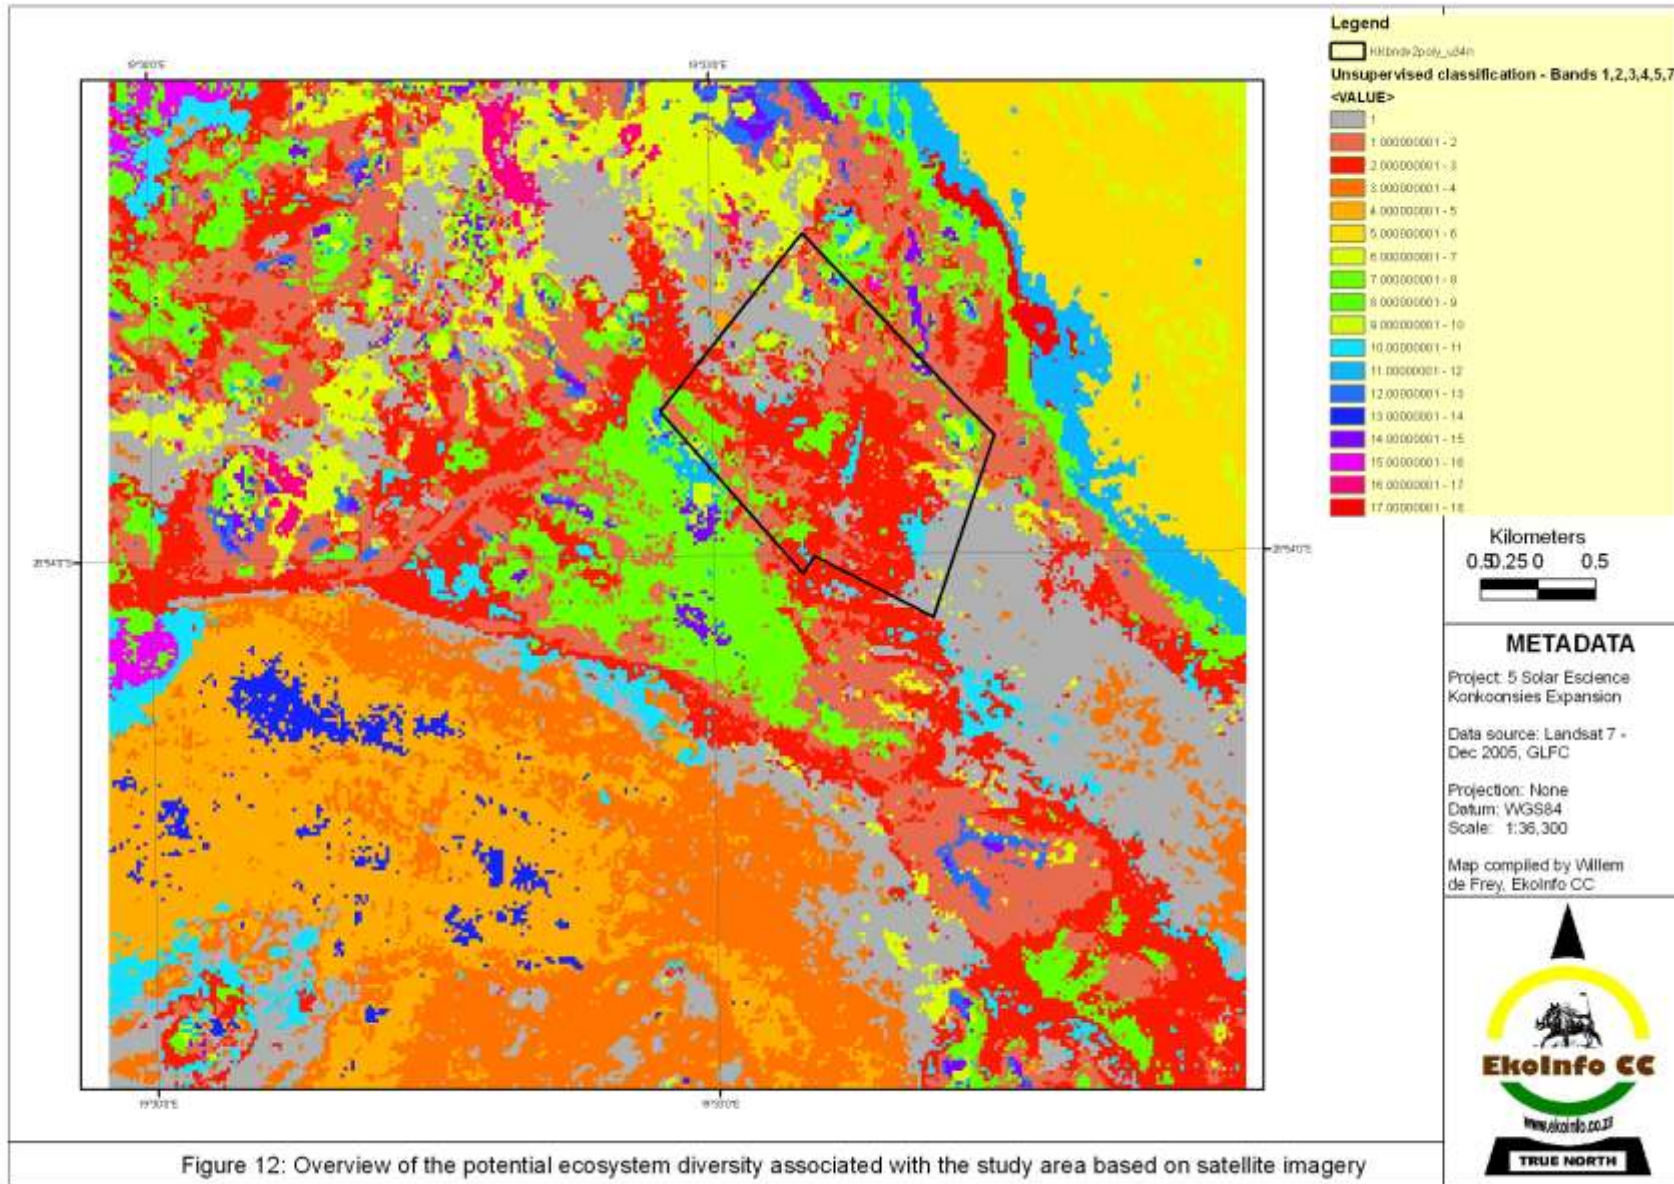 Legend
Unsupervised classification - Bands 1,2,3,4,5,7
<VALUE>
1
1.000000001 - 2
2.000000001 - 3
3.000000001 - 4
4.000000001 - 5
5.000000001 - 6
6.000000001 - 7
7.000000001 - 8
8.000000001 - 9
9.000000001 - 10
10.00000001 - 11
11.00000001 - 12
12.00000001 - 13
13.00000001 - 14
14.00000001 - 15
15.00000001 - 16
16.00000001 - 17
17.00000001 - 18
Kilometers
0.50.25 0 0.5
METADATA
Project: 5 Solar Escience
Konkoonsies Expansion
Data source: Landsat 7 -
Dec 2005, GLFC
Projection: None
Datum: WGS84
Scale: 1:36,300
Map compiled by Willem
de Frey, EkoInfo CC
EkoInfo CC
www.ekoinfo.co.za
TRUE NORTH
Figure 12: Overview of the potential ecosystem diversity associated with the study area based on satellite imagery